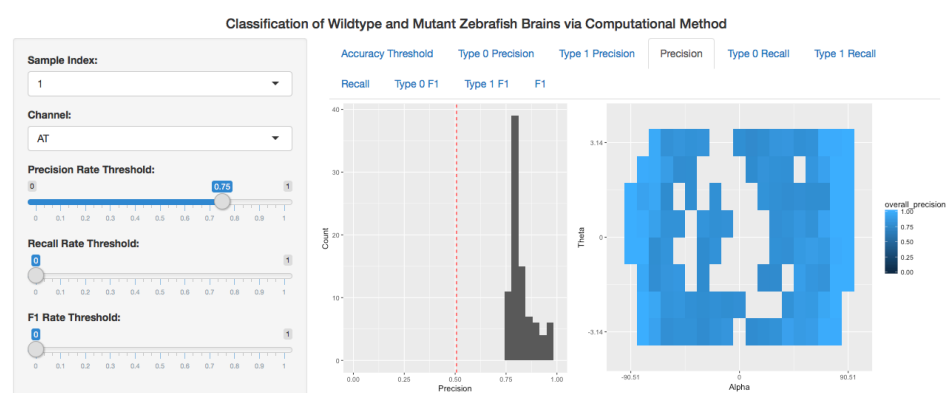 Classification of Wildtype and Mutant Zebrafish Brains via Computational Method
Sample Index:
1
Channel:
AT
Precision Rate Threshold:
0 0.75 1
0 0.1 0.2 0.3 0.4 0.5 0.6 0.7 0.8 0.9 1
Recall Rate Threshold:
0 1
0 0.1 0.2 0.3 0.4 0.5 0.6 0.7 0.8 0.9 1
F1 Rate Threshold:
0 1
0 0.1 0.2 0.3 0.4 0.5 0.6 0.7 0.8 0.9 1
Accuracy Threshold Type 0 Precision Type 1 Precision Precision Type 0 Recall Type 1 Recall
Recall Type 0 F1 Type 1 F1 F1
40
30
20
10
0
Count
0.00 0.25 0.50 0.75 1.00
Precision
3.14
0
-3.14
Theta
-90.51 0 90.51
Alpha
overall_precision
1.00
0.75
0.50
0.25
0.00